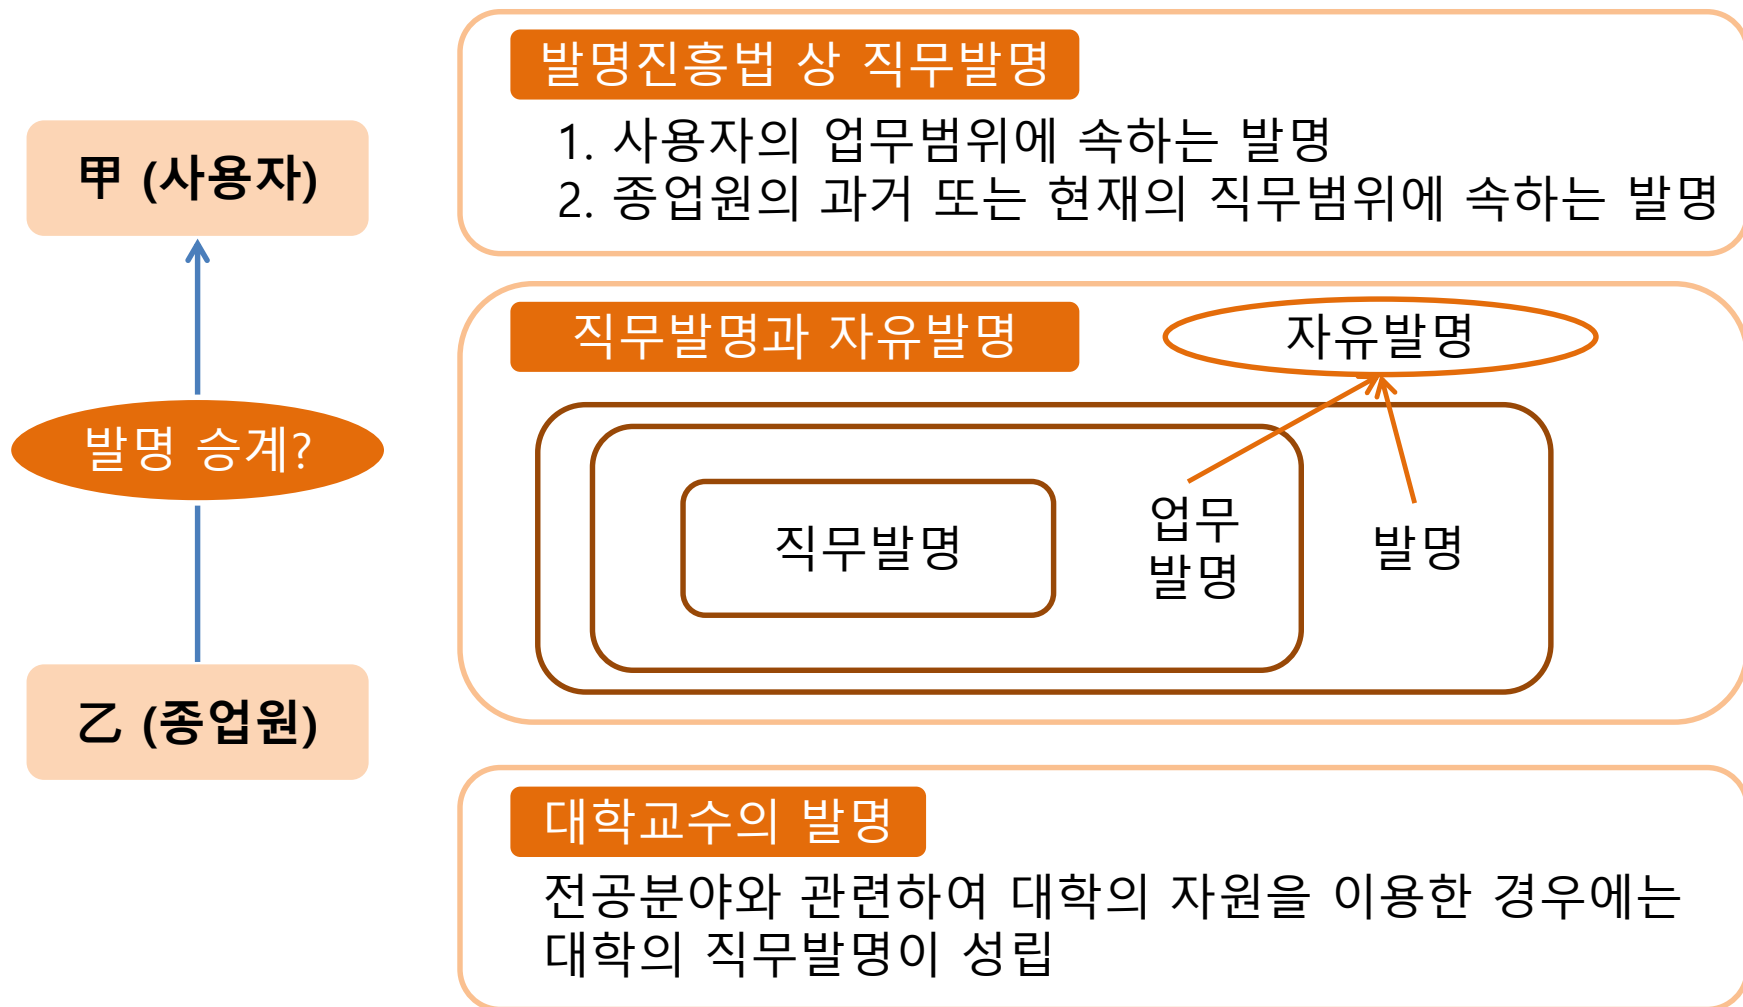 甲 (사용자)
발명 승계?
乙 (종업원)
발명진흥법 상 직무발명
1. 사용자의 업무범위에 속하는 발명
2. 종업원의 과거 또는 현재의 직무범위에 속하는 발명
직무발명과 자유발명
자유발명
직무발명
업무
발명
발명
대학교수의 발명
전공분야와 관련하여 대학의 자원을 이용한 경우에는
대학의 직무발명이 성립